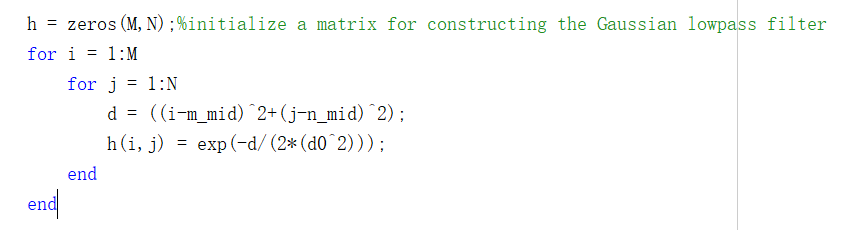 h = zeros(M,N);%initialize a matrix for constructing the Gaussian lowpass filter
for i = 1:M
    for j = 1:N
        d = ((i-m_mid)^2+(j-n_mid)^2);
        h(i,j) = exp(-d/(2*(d0^2)));
    end
end